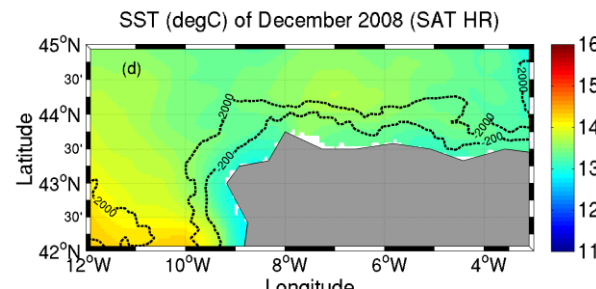 SST (degC) of December 2008 (SAT HR)
45°N
30'
44°N
30'
43°N
30'
42°N
Latitude
(d)
2000
2000
200
200
2000
2000
12°W
10°W
8°W
6°W
4°W
Longitude
16
15
14
13
12
11